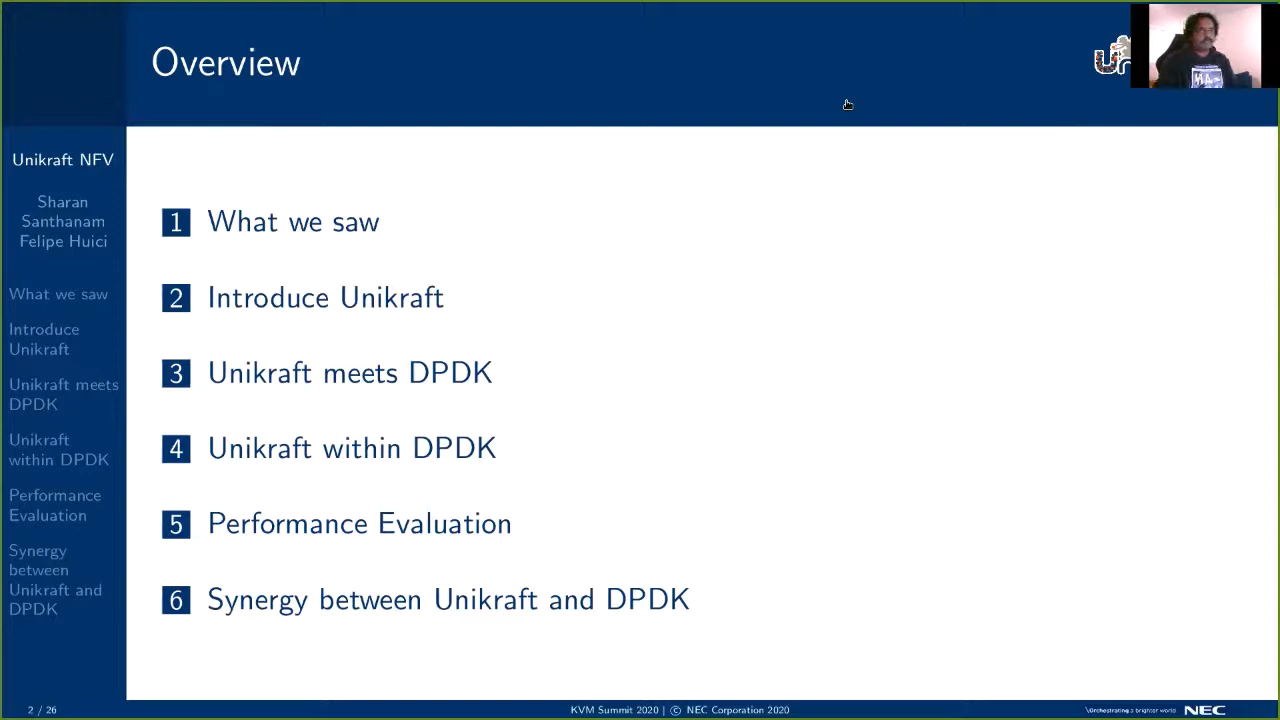 Overview
Unikraft NFV
Sharan
Santhanam
Felipe Huici
What we saw
Introduce
Unikraft
Unikraft meets
DPDK
Unikraft
within DPDK
Performance
Evaluation
Synergy
between
Unikraft and
DPDK
1 What we saw
2 Introduce Unikraft
3 Unikraft meets DPDK
4 Unikraft within DPDK
5 Performance Evaluation
6 Synergy between Unikraft and DPDK
2 / 26
KVM Summit 2020 | © NEC Corporation 2020
\Orchestrating a brighter world NEC